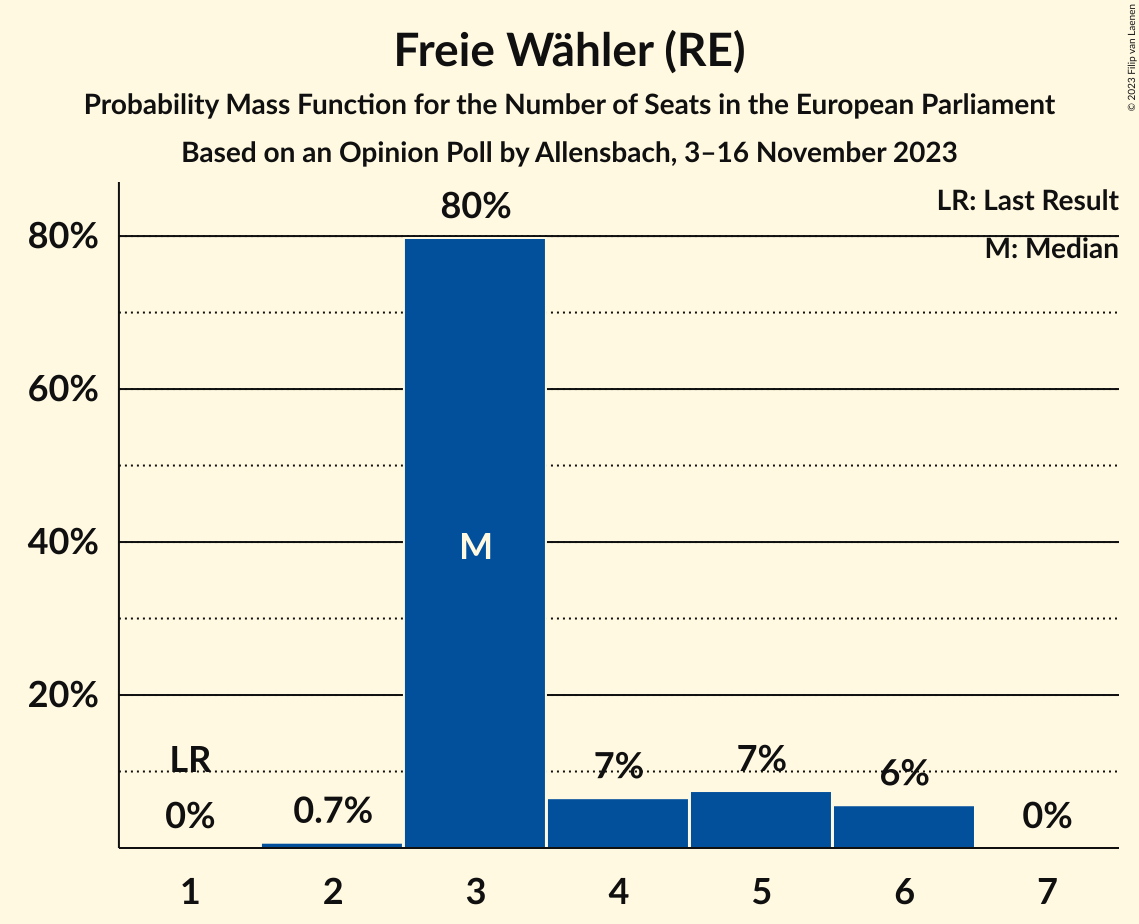 Freie Wähler (RE)
Probability Mass Function for the Number of Seats in the European Parliament
Based on an Opinion Poll by Allensbach, 3–16 November 2023
© 2023 Filip van Laenen
LR: Last Result
M: Median
80%
60%
40%
20%
80%
M
LR
0%
0.7%
7%
7%
6%
0%
1 2 3 4 5 6 7